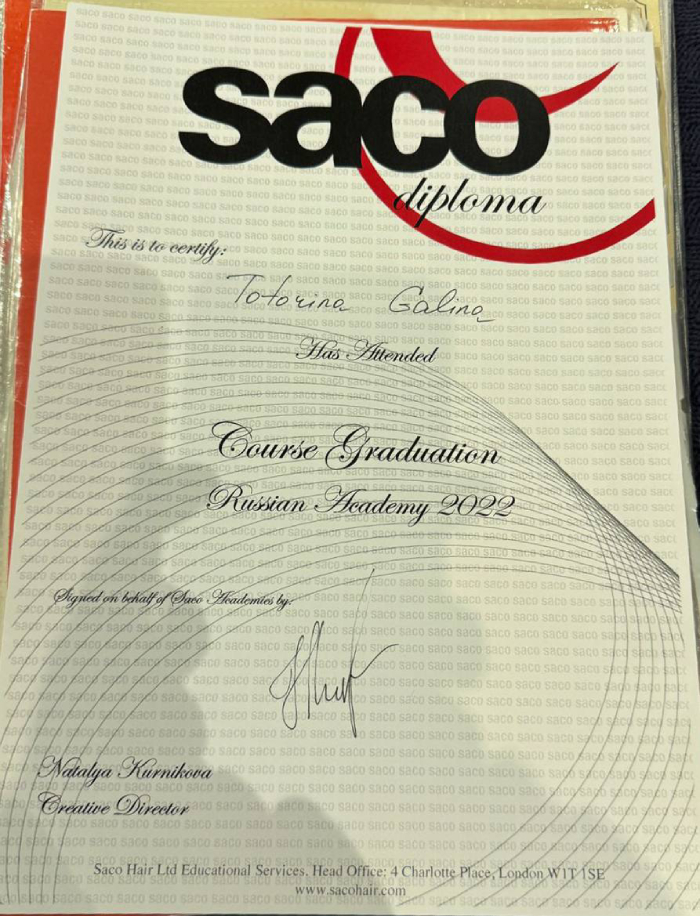 saco
diploma
This is to certify:
Totorina Galina
Has Attended
Course Graduation
Russian Academy 2022
Signed on behalf of Saco Academies by:
Natalya Kurnikova
Creative Director
Saco Hair Ltd Educational Services. Head Office: 4 Charlotte Place, London W1T 1SE
www.sacohair.com